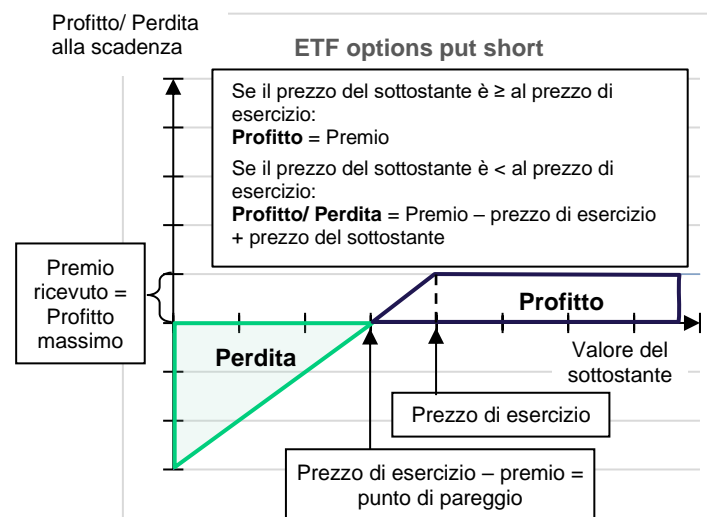 Profitto/ Perdita
alla scadenza
ETF options put short
Se il prezzo del sottostante è ≥ al prezzo di
esercizio:
Profitto = Premio
Se il prezzo del sottostante è < al prezzo di
esercizio:
Profitto/ Perdita = Premio – prezzo di esercizio
+ prezzo del sottostante
Premio
ricevuto =
Profitto
massimo
Profitto
Perdita
Valore del
sottostante
Prezzo di esercizio
Prezzo di esercizio – premio =
punto di pareggio